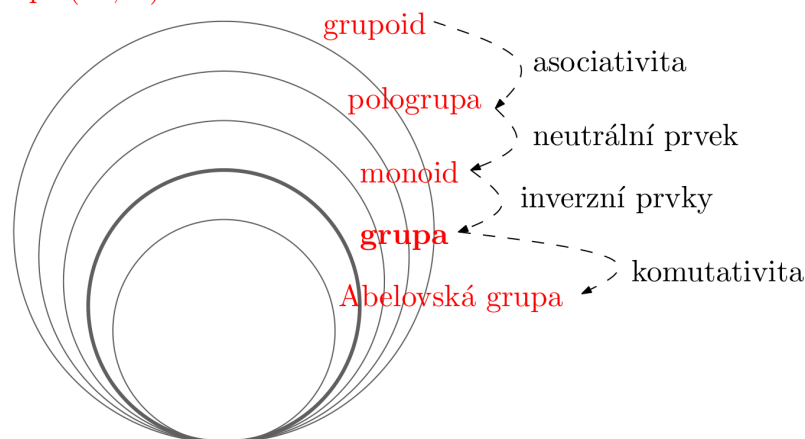 grupoid
asociativita
pologrupa
neutrální prvek
monoid
inverzní prvky
grupa
komutativita
Abelovská grupa